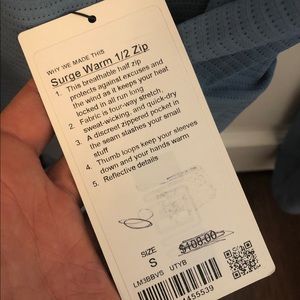 WHY WE MADE THIS
Surge Warm 1/2 Zip
1. This breathable half zip
protects against excuses and
the wind as it keeps your heat
locked in all run long
2. Fabric is four-way stretch,
sweat-wicking, and quick-dry
3. A discreet zippered pocket in
the seam stashes your small
stuff
4. Thumb loops keep your sleeves
down and your hands warm
5. Reflective details
SIZE
S
$108.00
LM3BBVS UTYB